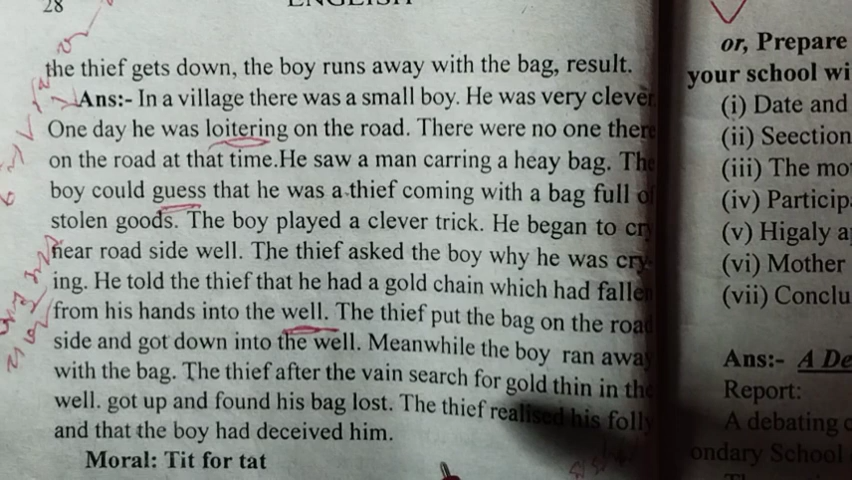 28 ENGLISH
the thief gets down, the boy runs away with the bag, result.
Ans:- In a village there was a small boy. He was very clever
One day he was loitering on the road. There were no one there
on the road at that time.He saw a man carring a heay bag. The
boy could guess that he was a thief coming with a bag full of
stolen goods. The boy played a clever trick. He began to cry
near road side well. The thief asked the boy why he was cry-
ing. He told the thief that he had a gold chain which had fallen
from his hands into the well. The thief put the bag on the road
side and got down into the well. Meanwhile the boy ran away
with the bag. The thief after the vain search for gold thin in the
well. got up and found his bag lost. The thief realised his folly
and that the boy had deceived him.
Moral: Tit for tat
or, Prepare
your school wi
(i) Date and
(ii) Seection
(iii) The mo
(iv) Particip
(v) Higaly a
(vi) Mother
(vii) Conclu
Ans:- A De
Report:
A debating
ondary School